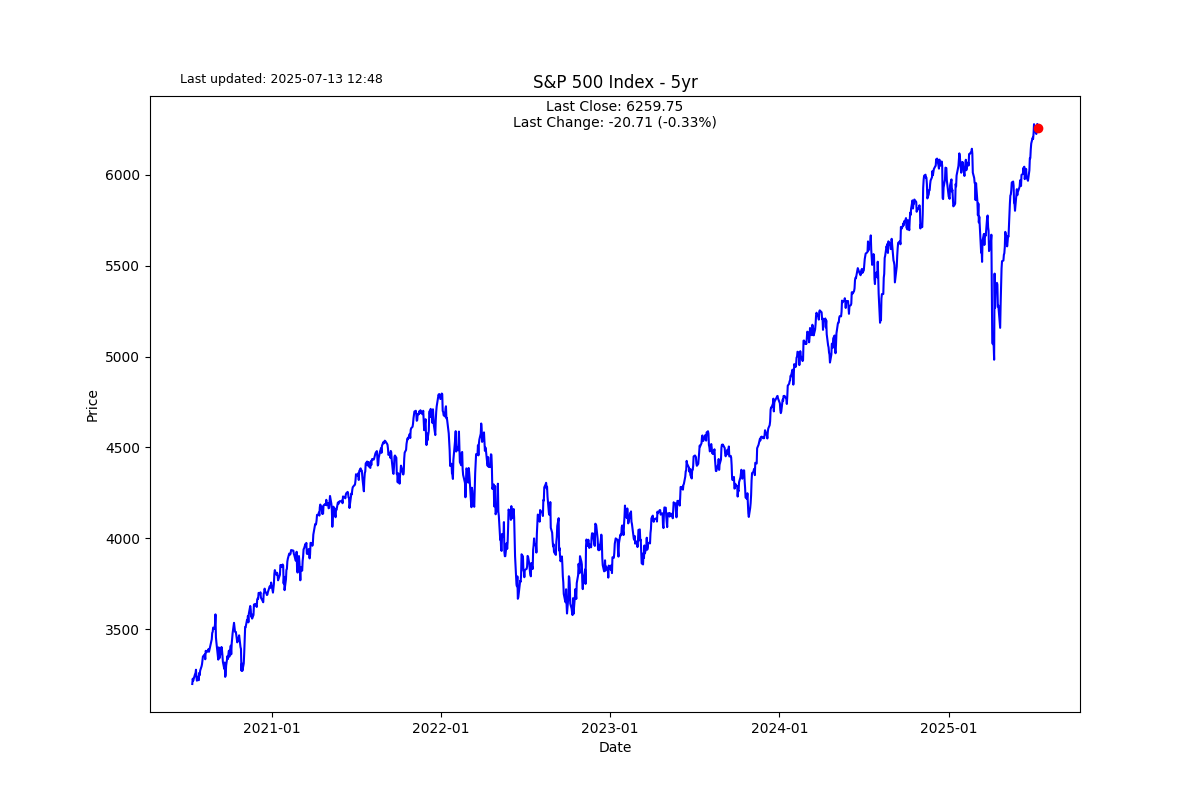 Last updated: 2025-07-13 12:48
S&P 500 Index - 5yr
Last Close: 6259.75
Last Change: -20.71 (-0.33%)
Price
6000
5500
5000
4500
4000
3500
2021-01
2022-01
2023-01
2024-01
2025-01
Date